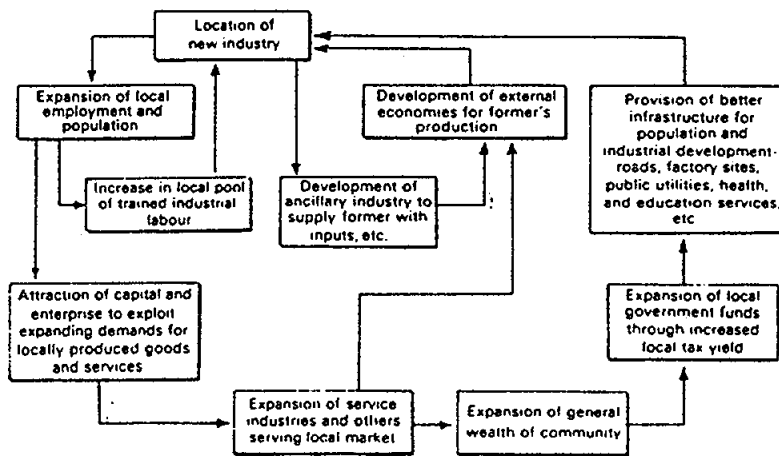 Location of
new industry
Expansion of local
employment and
population
Development of external
economies for former's
production
Provision of better
infrastructure for
population and
industrial development-
roads, factory sites,
public utilities, health,
and education services,
etc
Increase in local pool
of trained industrial
labour
Development of
ancillary industry to
supply former with
inputs, etc.
Attraction of capital and
enterprise to exploit
expanding demands for
locally produced goods
and services
Expansion of local
government funds
through increased
local tax yield
Expansion of service
industries and others
serving local market
Expansion of general
wealth of community